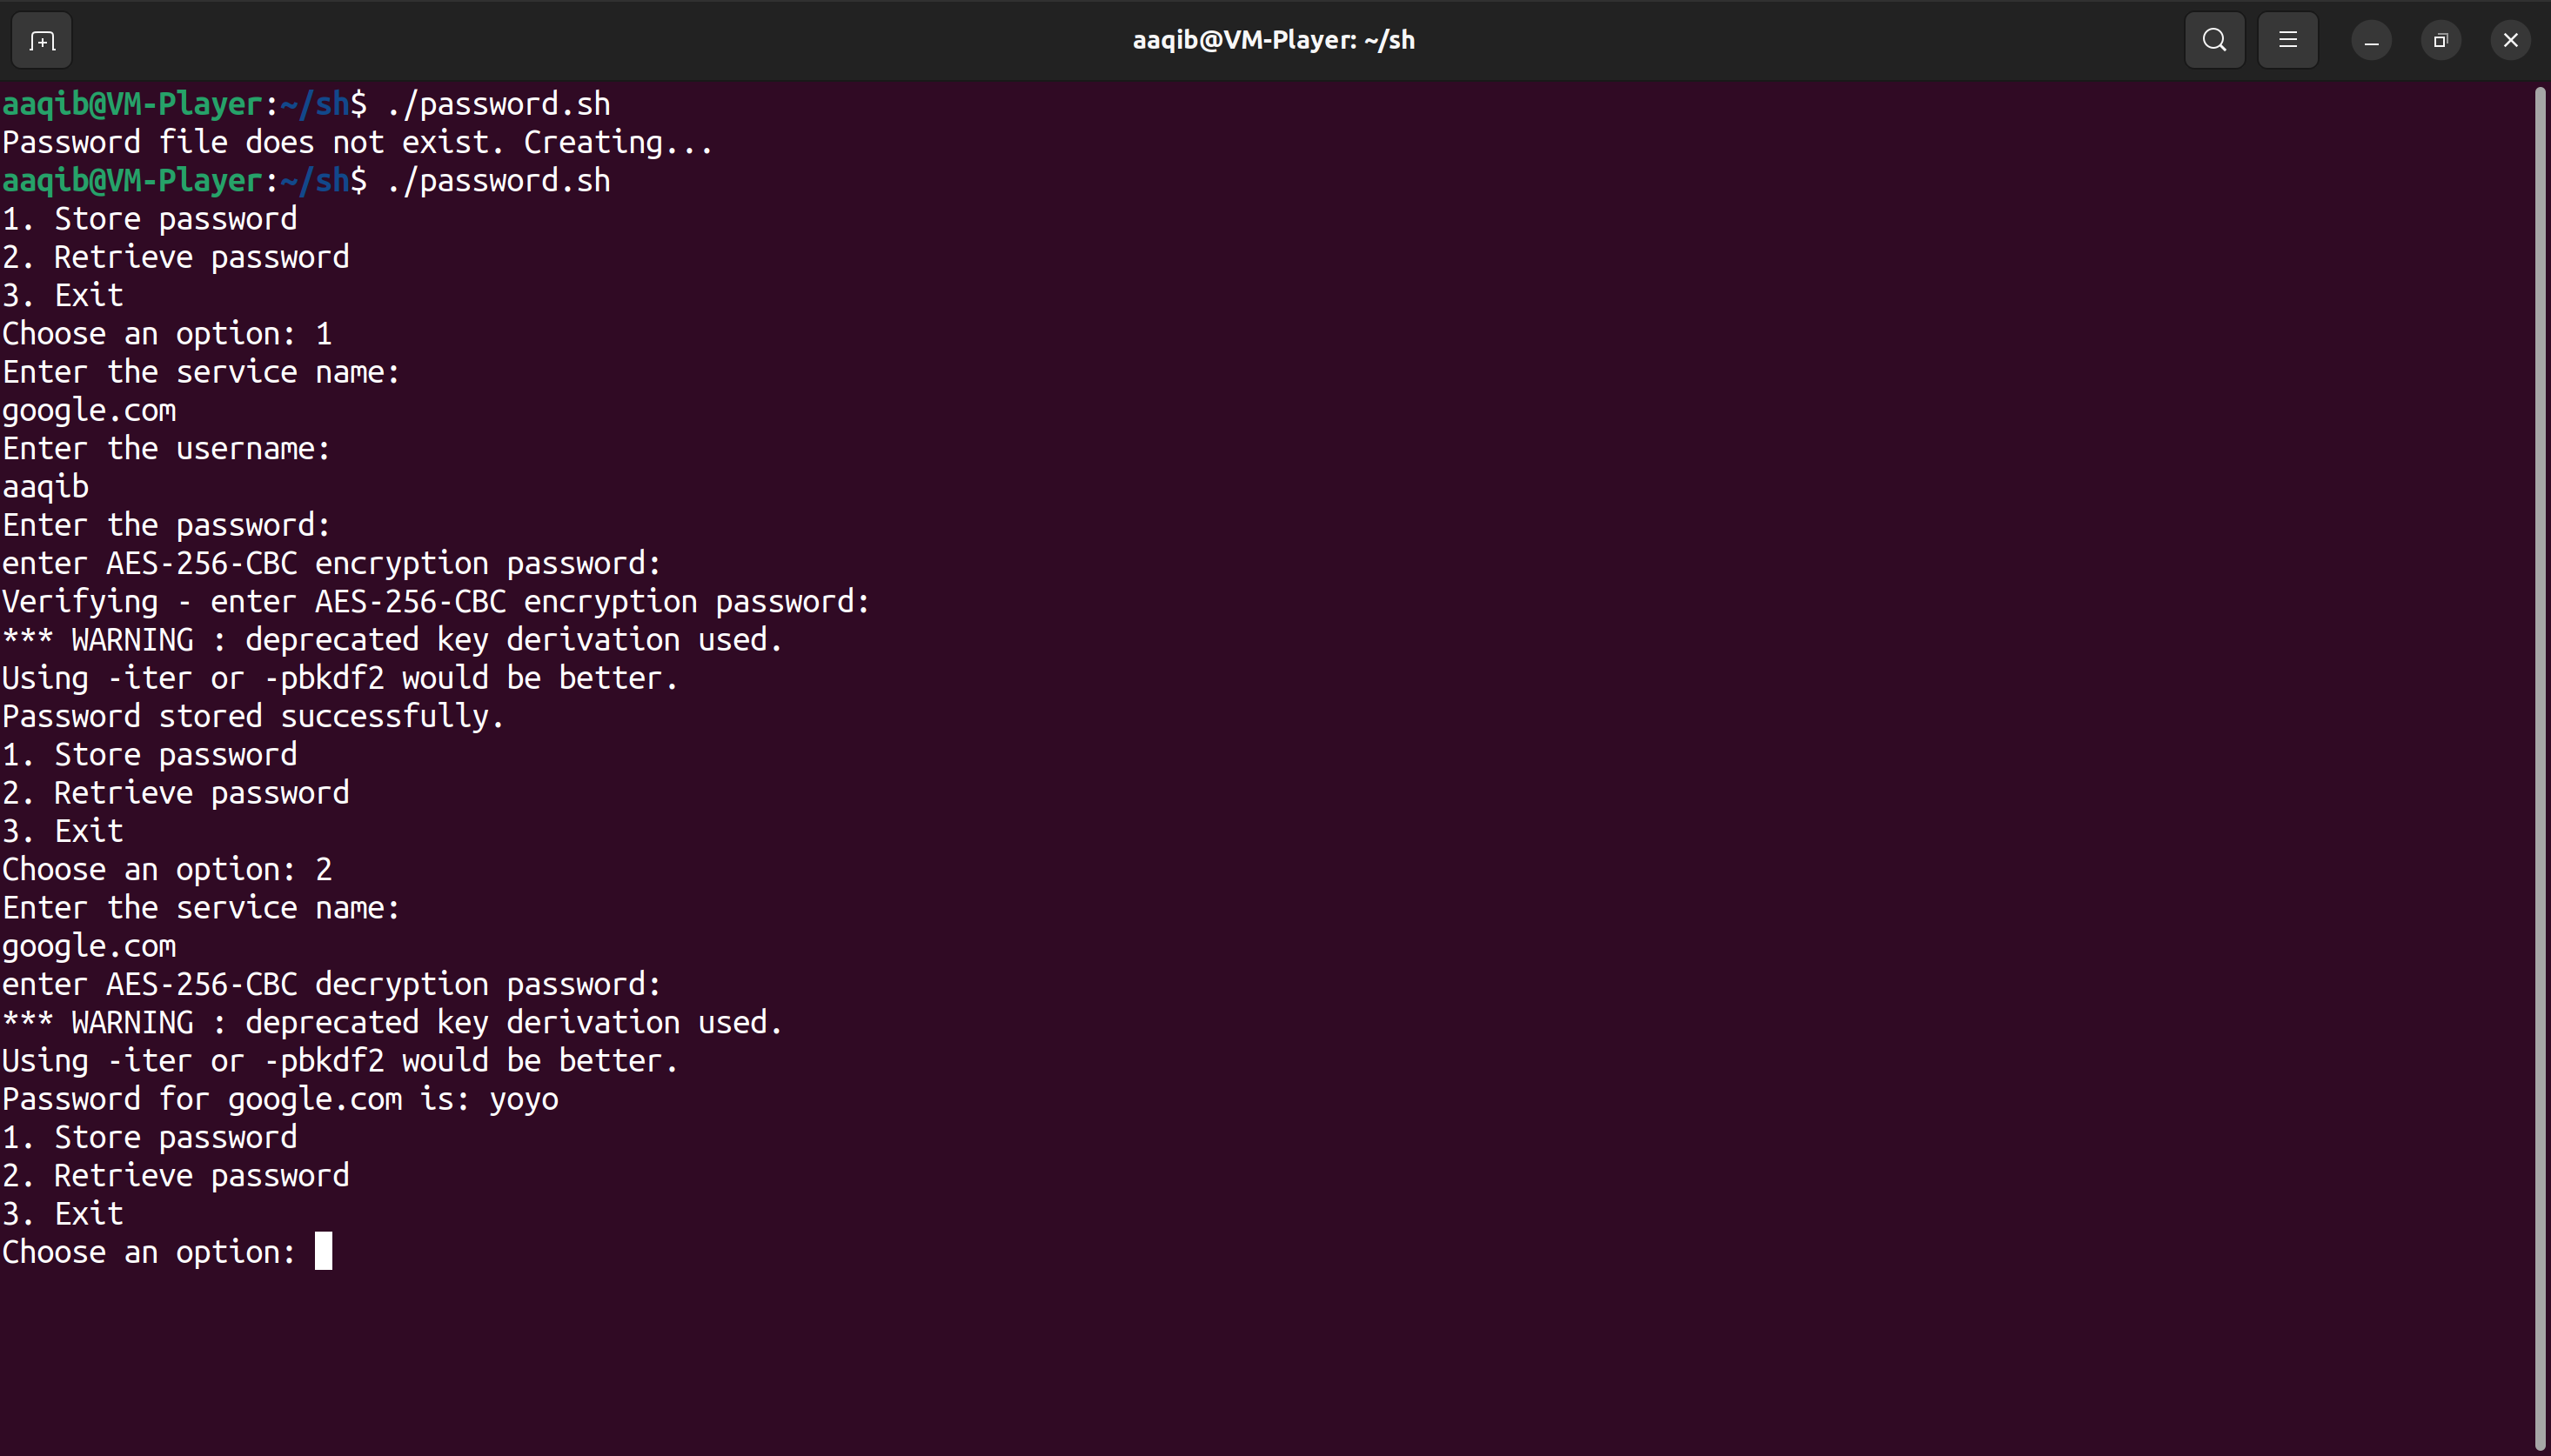 aaqib@VM-Player: ~/sh
aaqib@VM-Player:~/sh$ ./password.sh
Password file does not exist. Creating...
aaqib@VM-Player:~/sh$ ./password.sh
1. Store password
2. Retrieve password
3. Exit
Choose an option: 1
Enter the service name:
google.com
Enter the username:
aaqib
Enter the password:
enter AES-256-CBC encryption password:
Verifying - enter AES-256-CBC encryption password:
*** WARNING : deprecated key derivation used.
Using -iter or -pbkdf2 would be better.
Password stored successfully.
1. Store password
2. Retrieve password
3. Exit
Choose an option: 2
Enter the service name:
google.com
enter AES-256-CBC decryption password:
*** WARNING : deprecated key derivation used.
Using -iter or -pbkdf2 would be better.
Password for google.com is: yoyo
1. Store password
2. Retrieve password
3. Exit
Choose an option: